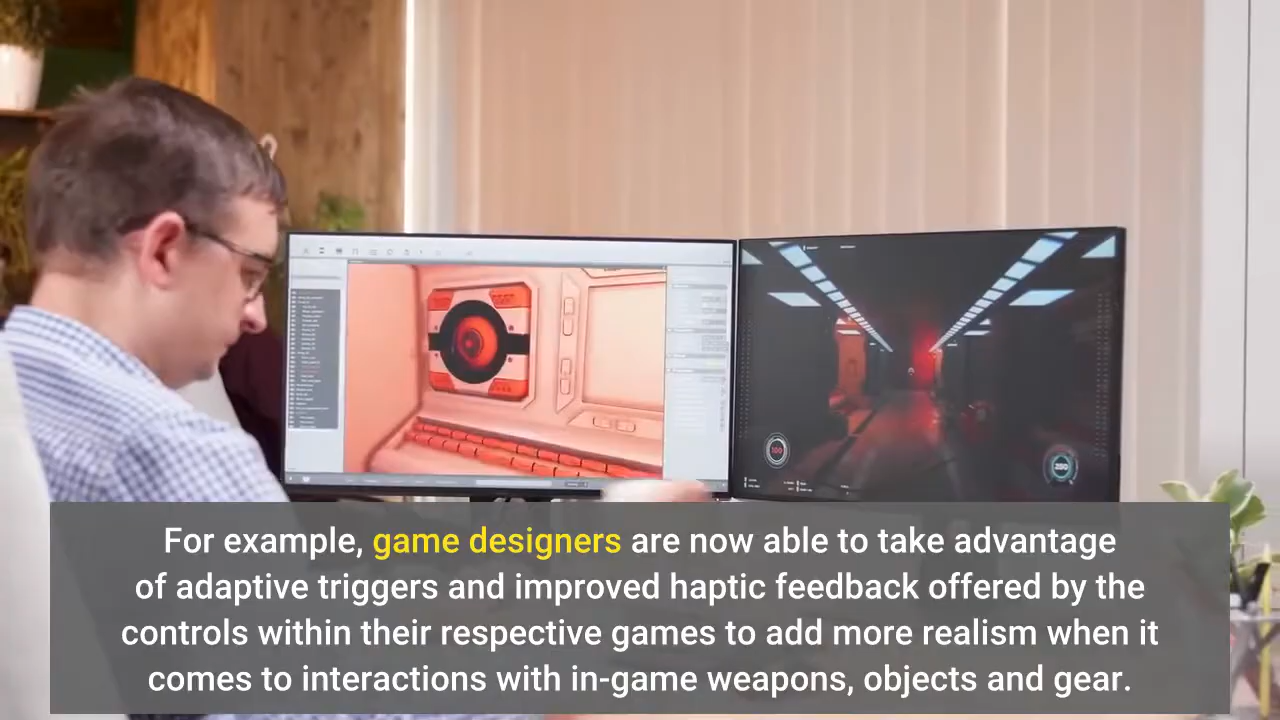 100
250
For example, game designers are now able to take advantage
of adaptive triggers and improved haptic feedback offered by the
controls within their respective games to add more realism when it
comes to interactions with in-game weapons, objects and gear.